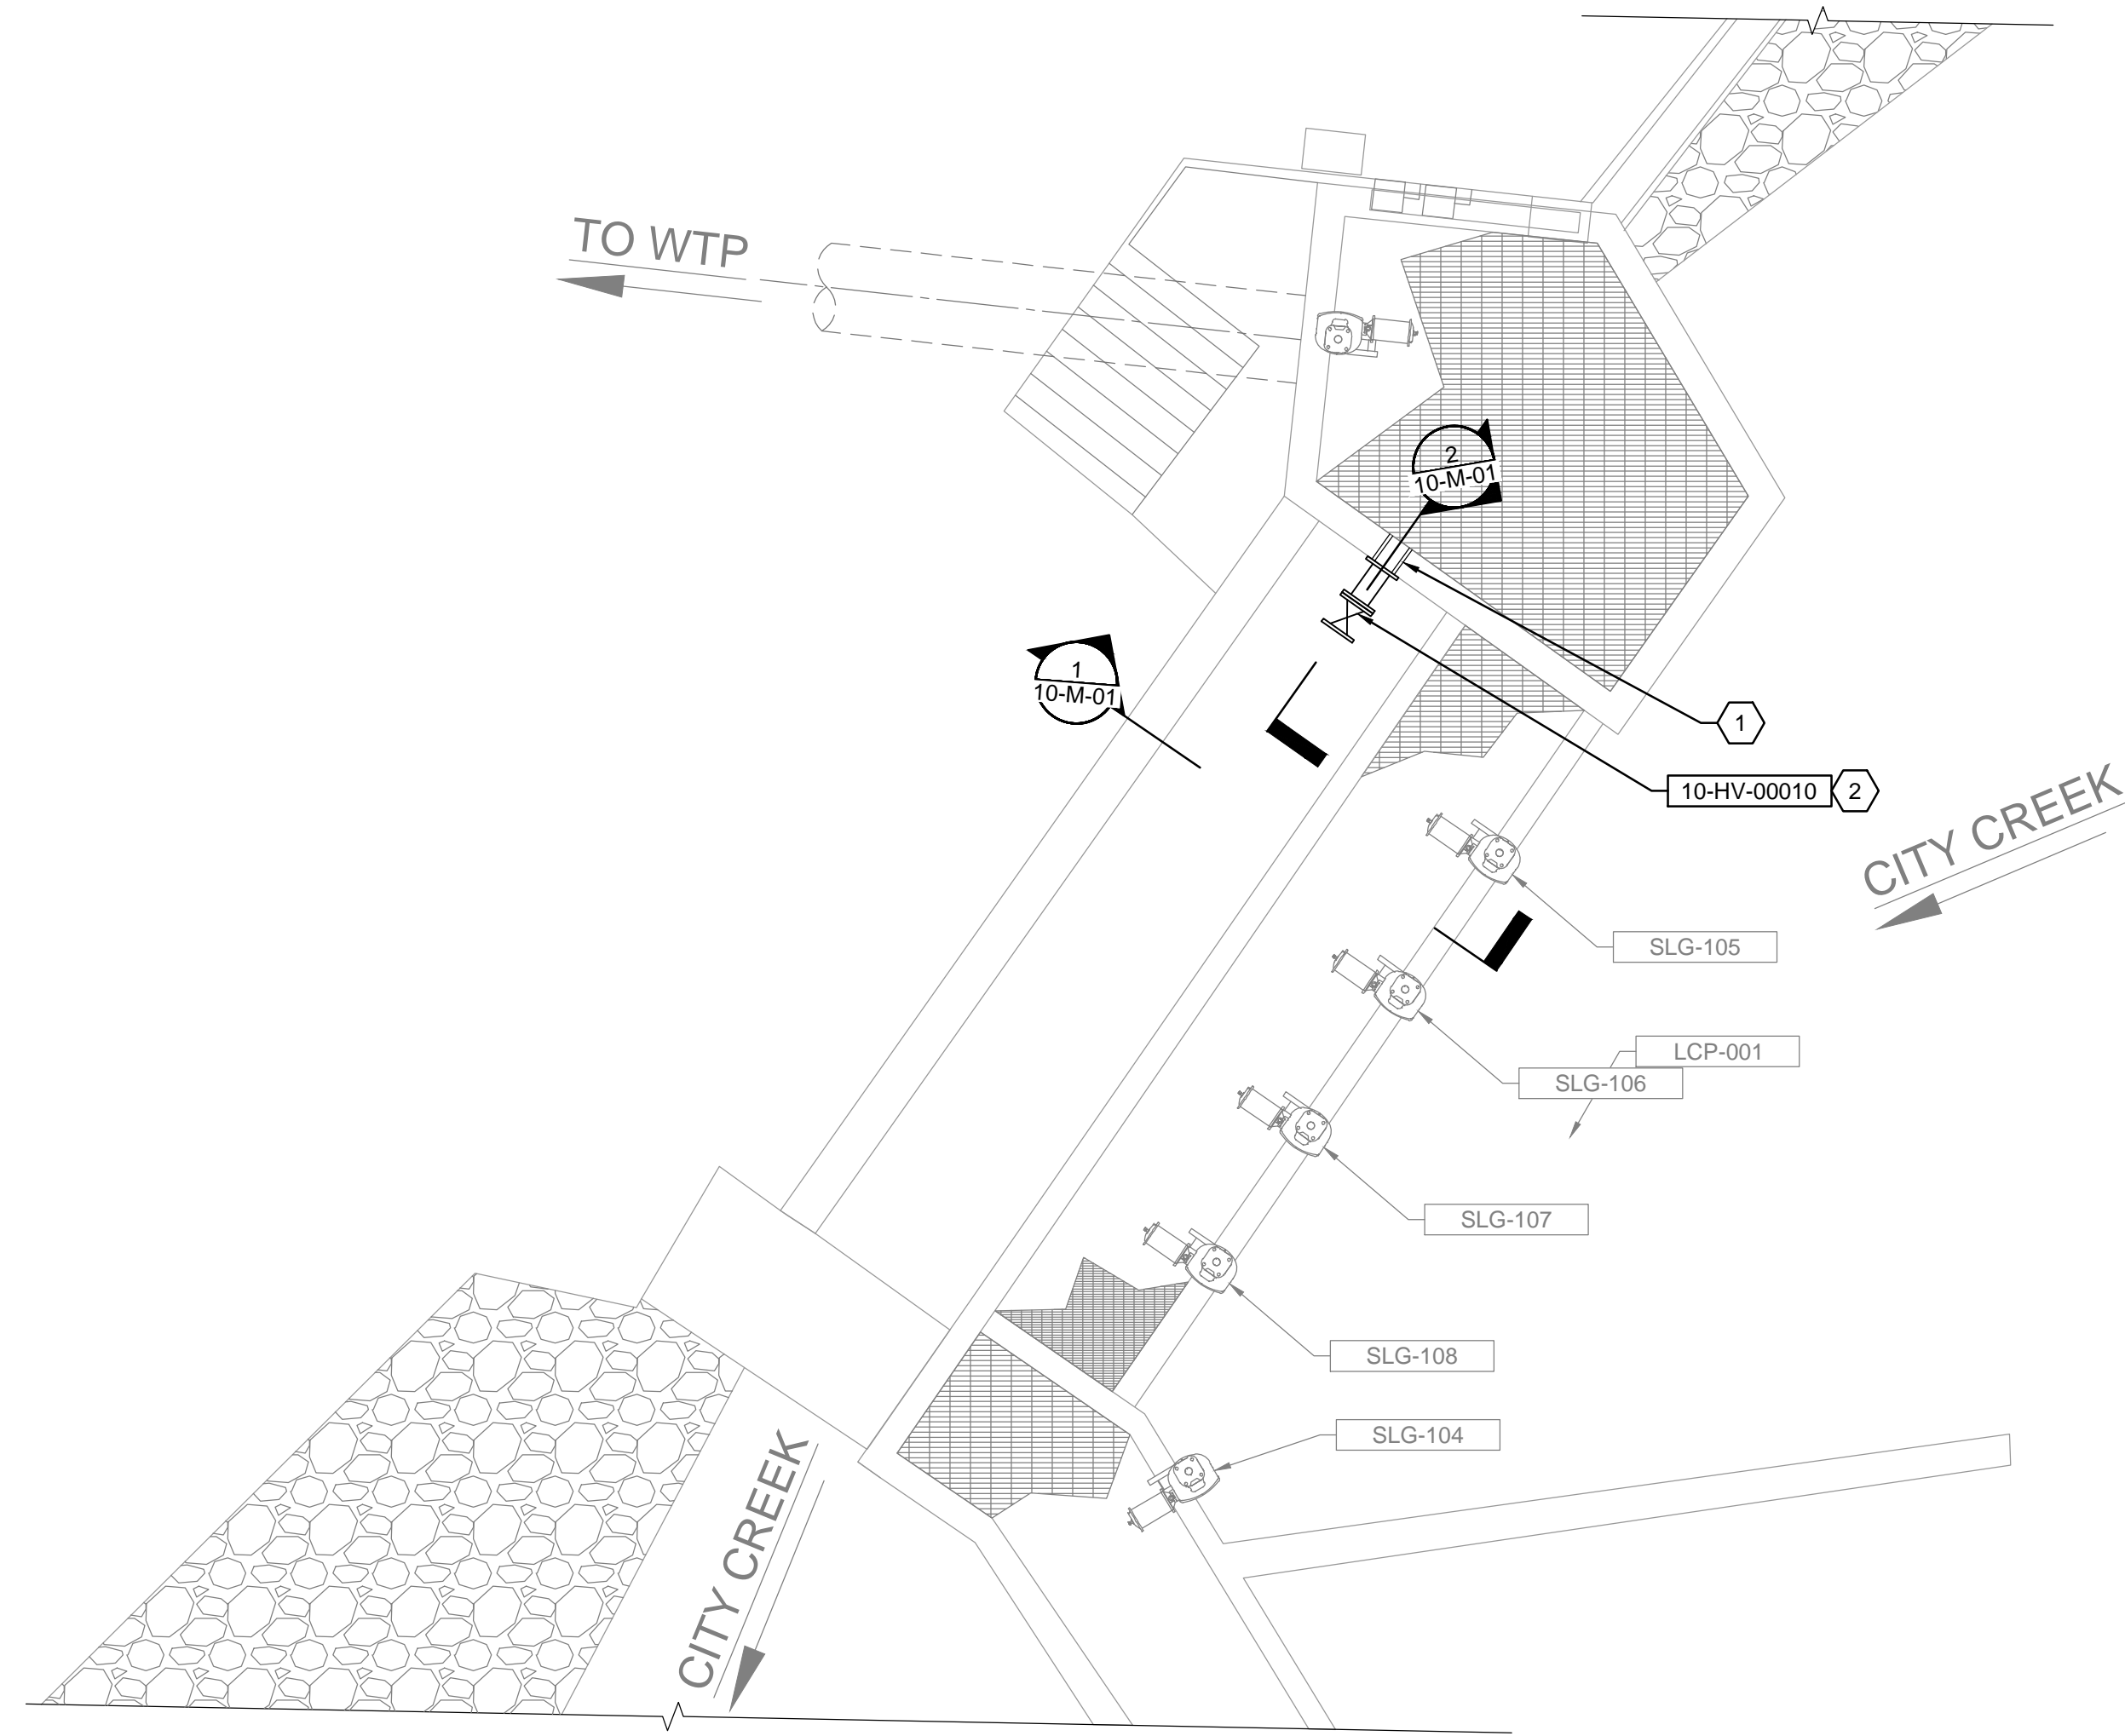 TO WTP
2
10-M-01
1
10-M-01
1
10-HV-00010
2
CITY CREEK
SLG-105
LCP-001
SLG-106
SLG-107
SLG-108
SLG-104
CITY CREEK